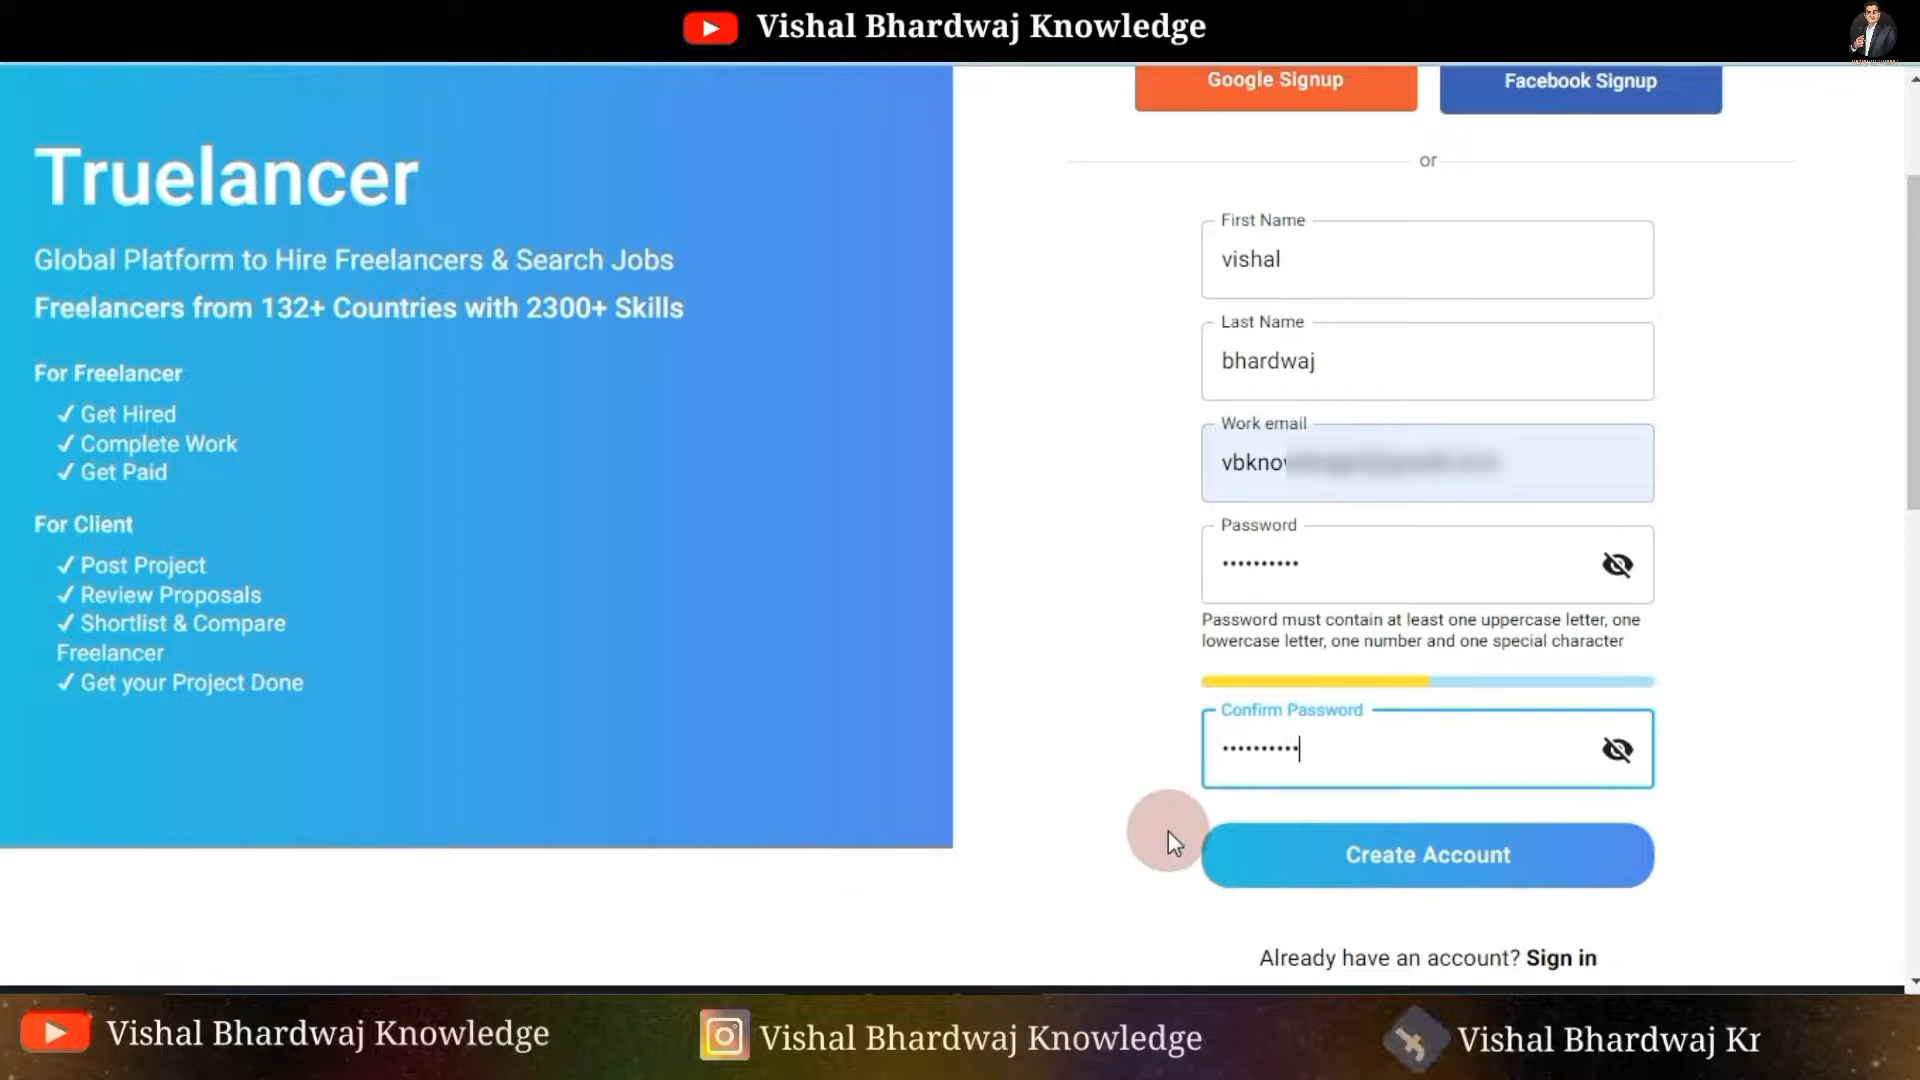 Vishal Bhardwaj Knowledge
Google Signup
Facebook Signup
or
Truelancer
Global Platform to Hire Freelancers & Search Jobs
Freelancers from 132+ Countries with 2300+ Skills
For Freelancer
✓ Get Hired
✓ Complete Work
✓ Get Paid
For Client
✓ Post Project
✓ Review Proposals
✓ Shortlist & Compare
Freelancer
✓ Get your Project Done
First Name
vishal
Last Name
bhardwaj
Work email
vbkno
Password
••••••••••
Password must contain at least one uppercase letter, one
lowercase letter, one number and one special character
Confirm Password
••••••••••
Create Account
Already have an account? Sign in
Vishal Bhardwaj Knowledge
Vishal Bhardwaj Knowledge
Vishal Bhardwaj Kr